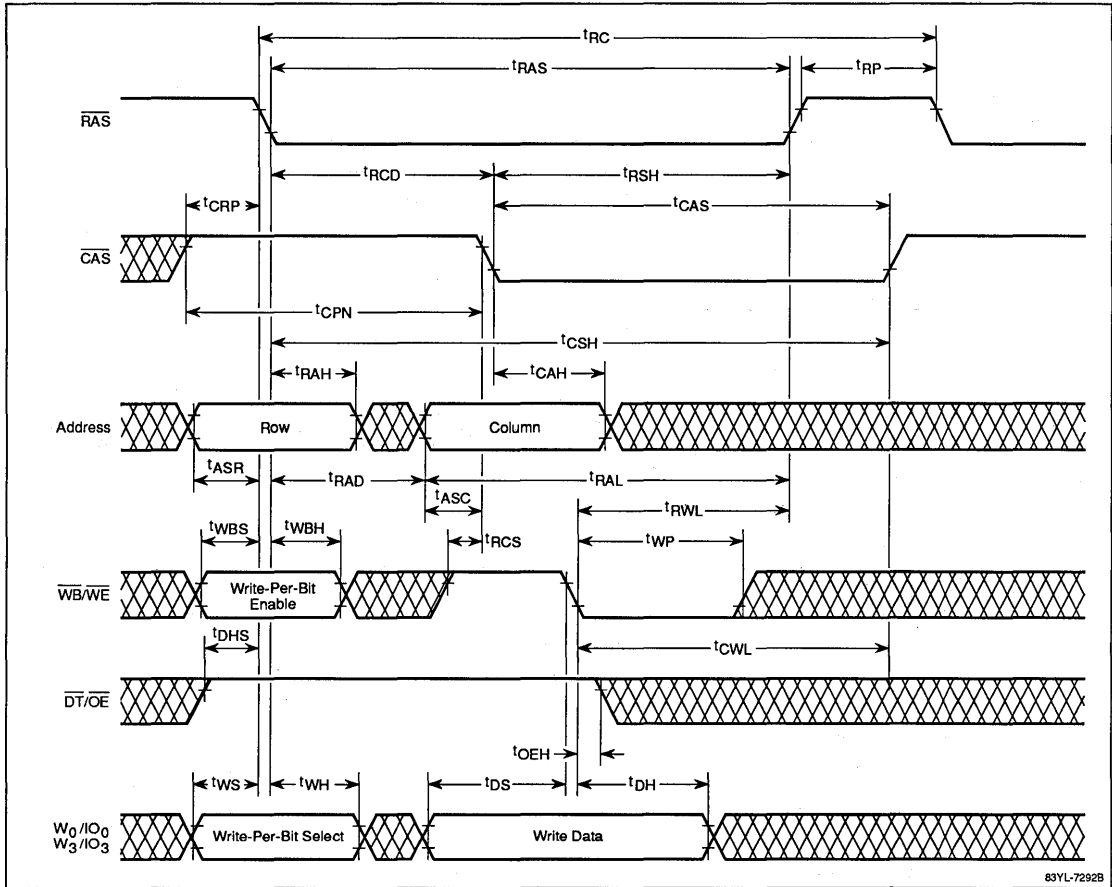 tRC
tRAS
tRP
RAS
tRCD
tRSH
tCRP
tCAS
CAS
tCPN
tCSH
tRAH
tCAH
Address
Row
Column
tASR
tRAD
tRAL
tASC
tRWL
tWBS
tWBH
tRCS
tWP
WB/WE
Write-Per-Bit
Enable
tDHS
tCWL
DT/OE
tOEH
tWS
tWH
tDS
tDH
W0/IO0
W3/IO3
Write-Per-Bit Select
Write Data
83YL-7292B